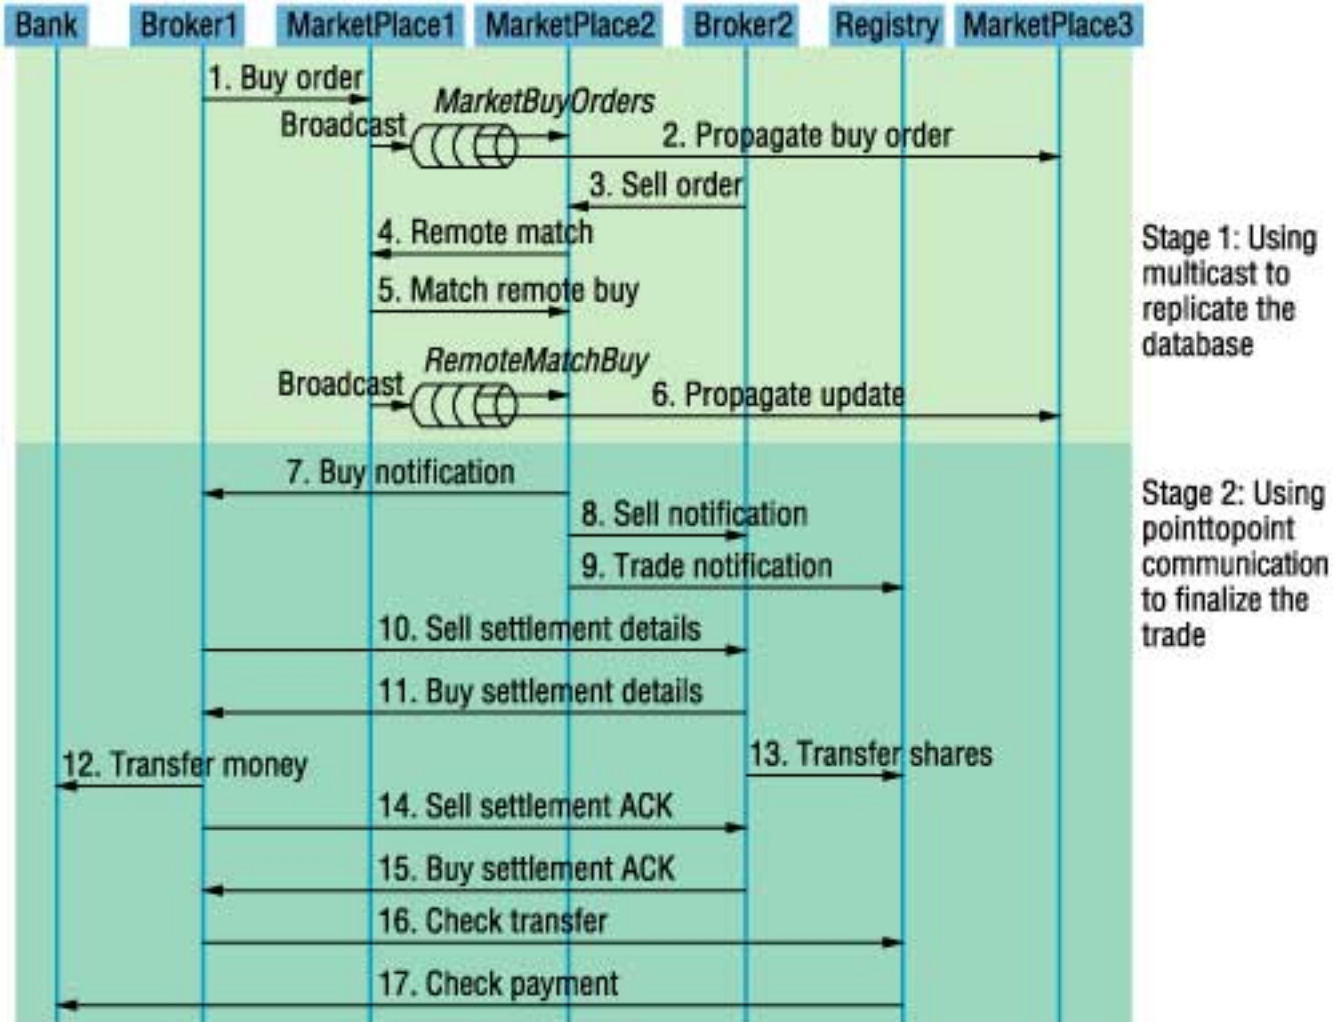 Bank Broker1 MarketPlace1 MarketPlace2 Broker2 Registry MarketPlace3
1. Buy order
MarketBuyOrders
Broadcast
2. Propagate buy order
3. Sell order
4. Remote match
5. Match remote buy
RemoteMatchBuy
Broadcast
6. Propagate update
Stage 1: Using
multicast to
replicate the
database
7. Buy notification
8. Sell notification
9. Trade notification
10. Sell settlement details
11. Buy settlement details
12. Transfer money
13. Transfer shares
14. Sell settlement ACK
15. Buy settlement ACK
16. Check transfer
17. Check payment
Stage 2: Using
pointtopoint
communication
to finalize the
trade